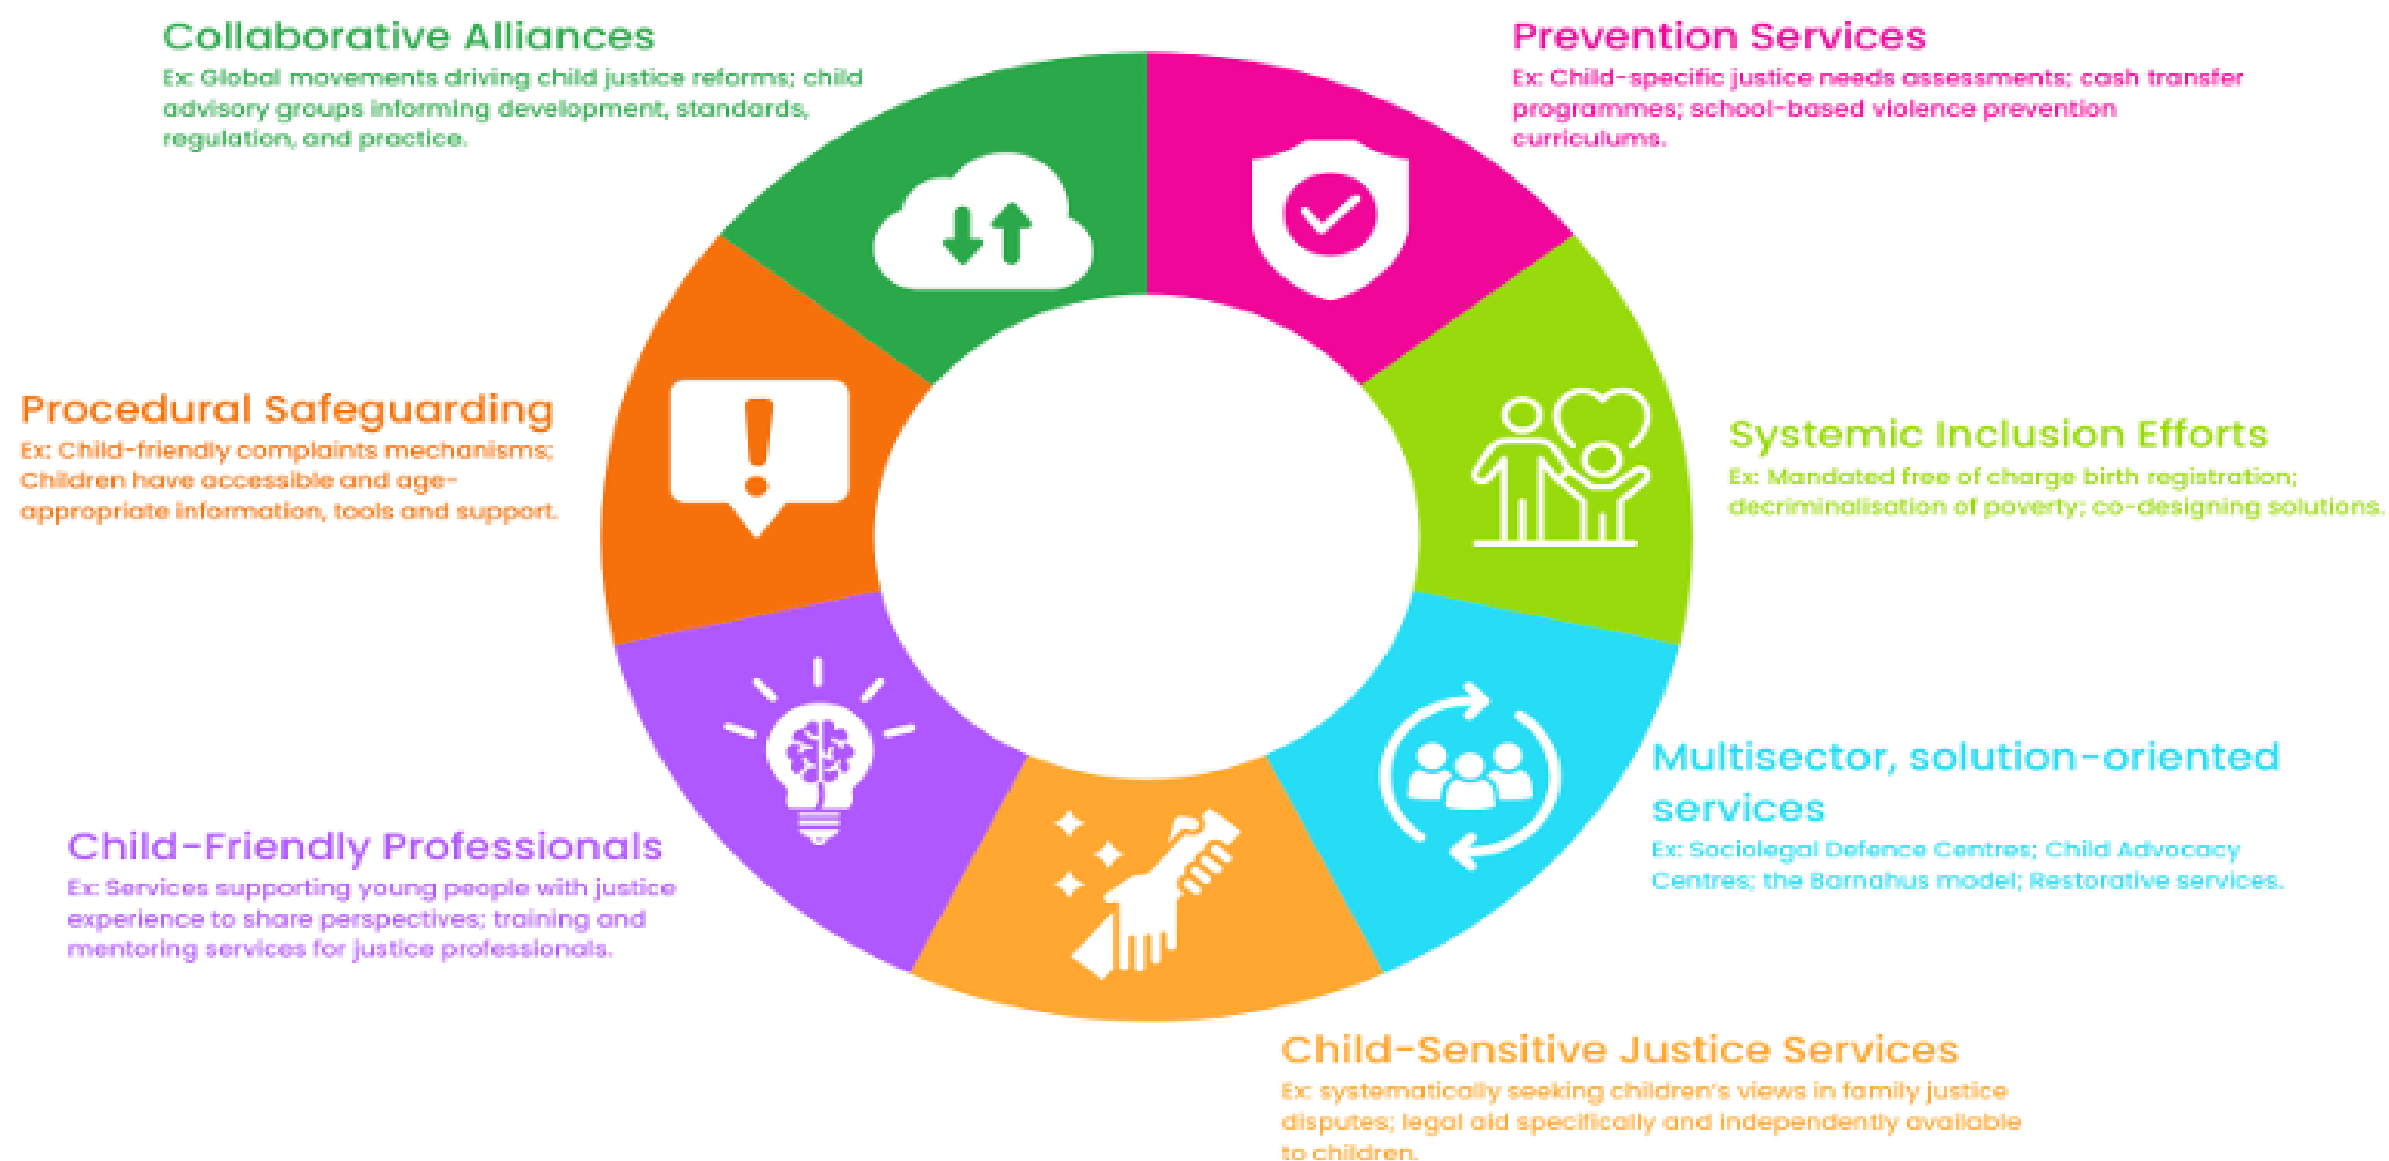 Collaborative Alliances
Ex: Global movements driving child justice reforms; child
advisory groups informing development, standards,
regulation, and practice.
Prevention Services
Ex: Child-specific justice needs assessments; cash transfer
programmes; school-based violence prevention
curriculums.
Procedural Safeguarding
Ex: Child-friendly complaints mechanisms;
Children have accessible and age-
appropriate information, tools and support.
Systemic Inclusion Efforts
Ex: Mandated free of charge birth registration;
decriminalisation of poverty; co-designing solutions.
Multisector, solution-oriented
services
Ex: Sociolegal Defence Centres; Child Advocacy
Centres; the Barnahus model; Restorative services.
Child-Friendly Professionals
Ex: Services supporting young people with justice
experience to share perspectives; training and
mentoring services for justice professionals.
Child-Sensitive Justice Services
Ex: systematically seeking children's views in family justice
disputes; legal aid specifically and independently available
to children.